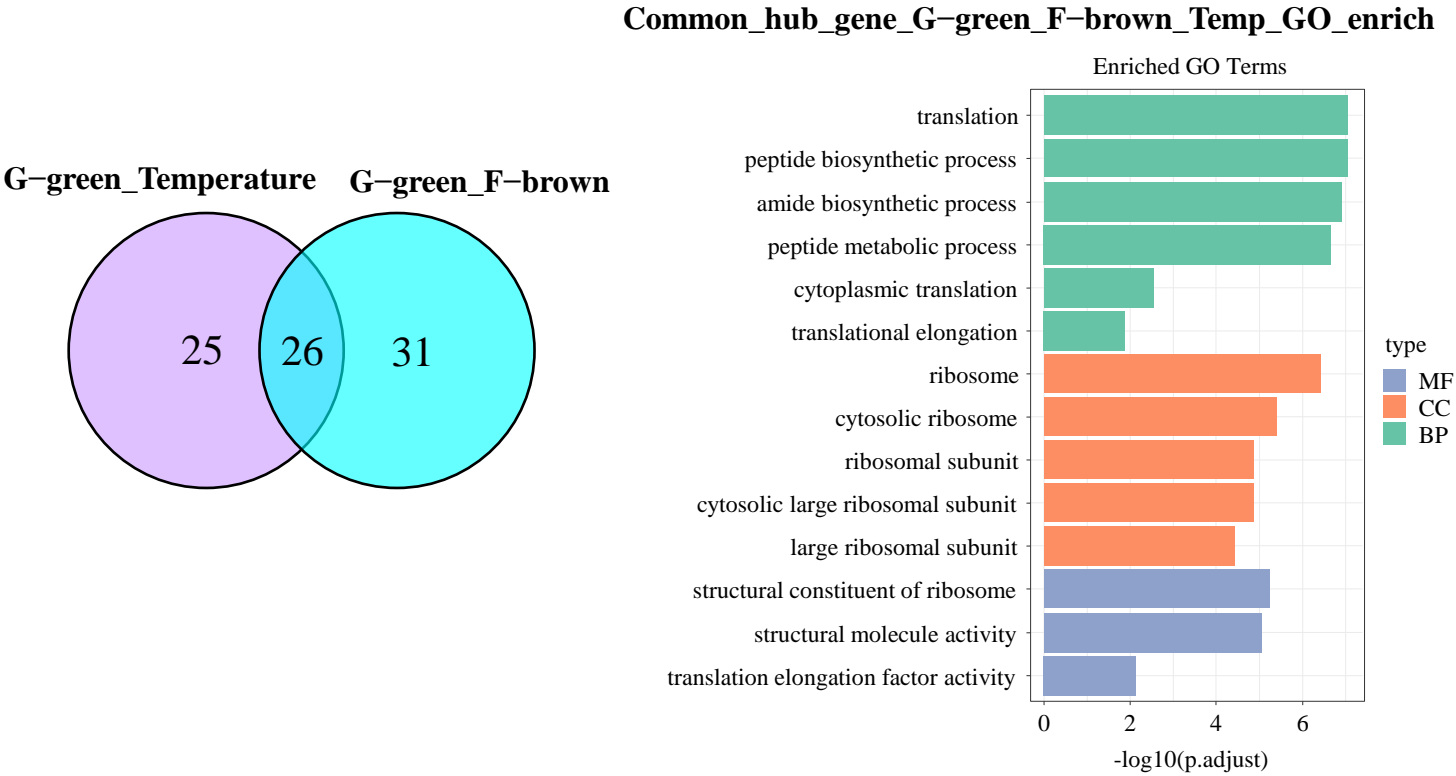 Common_hub_gene_G−green_F−brown_Temp_GO_enrich
G−green_Temperature
G−green_F−brown
25
26
31
Enriched GO Terms
translation
peptide biosynthetic process
amide biosynthetic process
peptide metabolic process
cytoplasmic translation
translational elongation
ribosome
cytosolic ribosome
ribosomal subunit
cytosolic large ribosomal subunit
large ribosomal subunit
structural constituent of ribosome
structural molecule activity
translation elongation factor activity
0 2 4 6
-log10(p.adjust)
type
MF
CC
BP